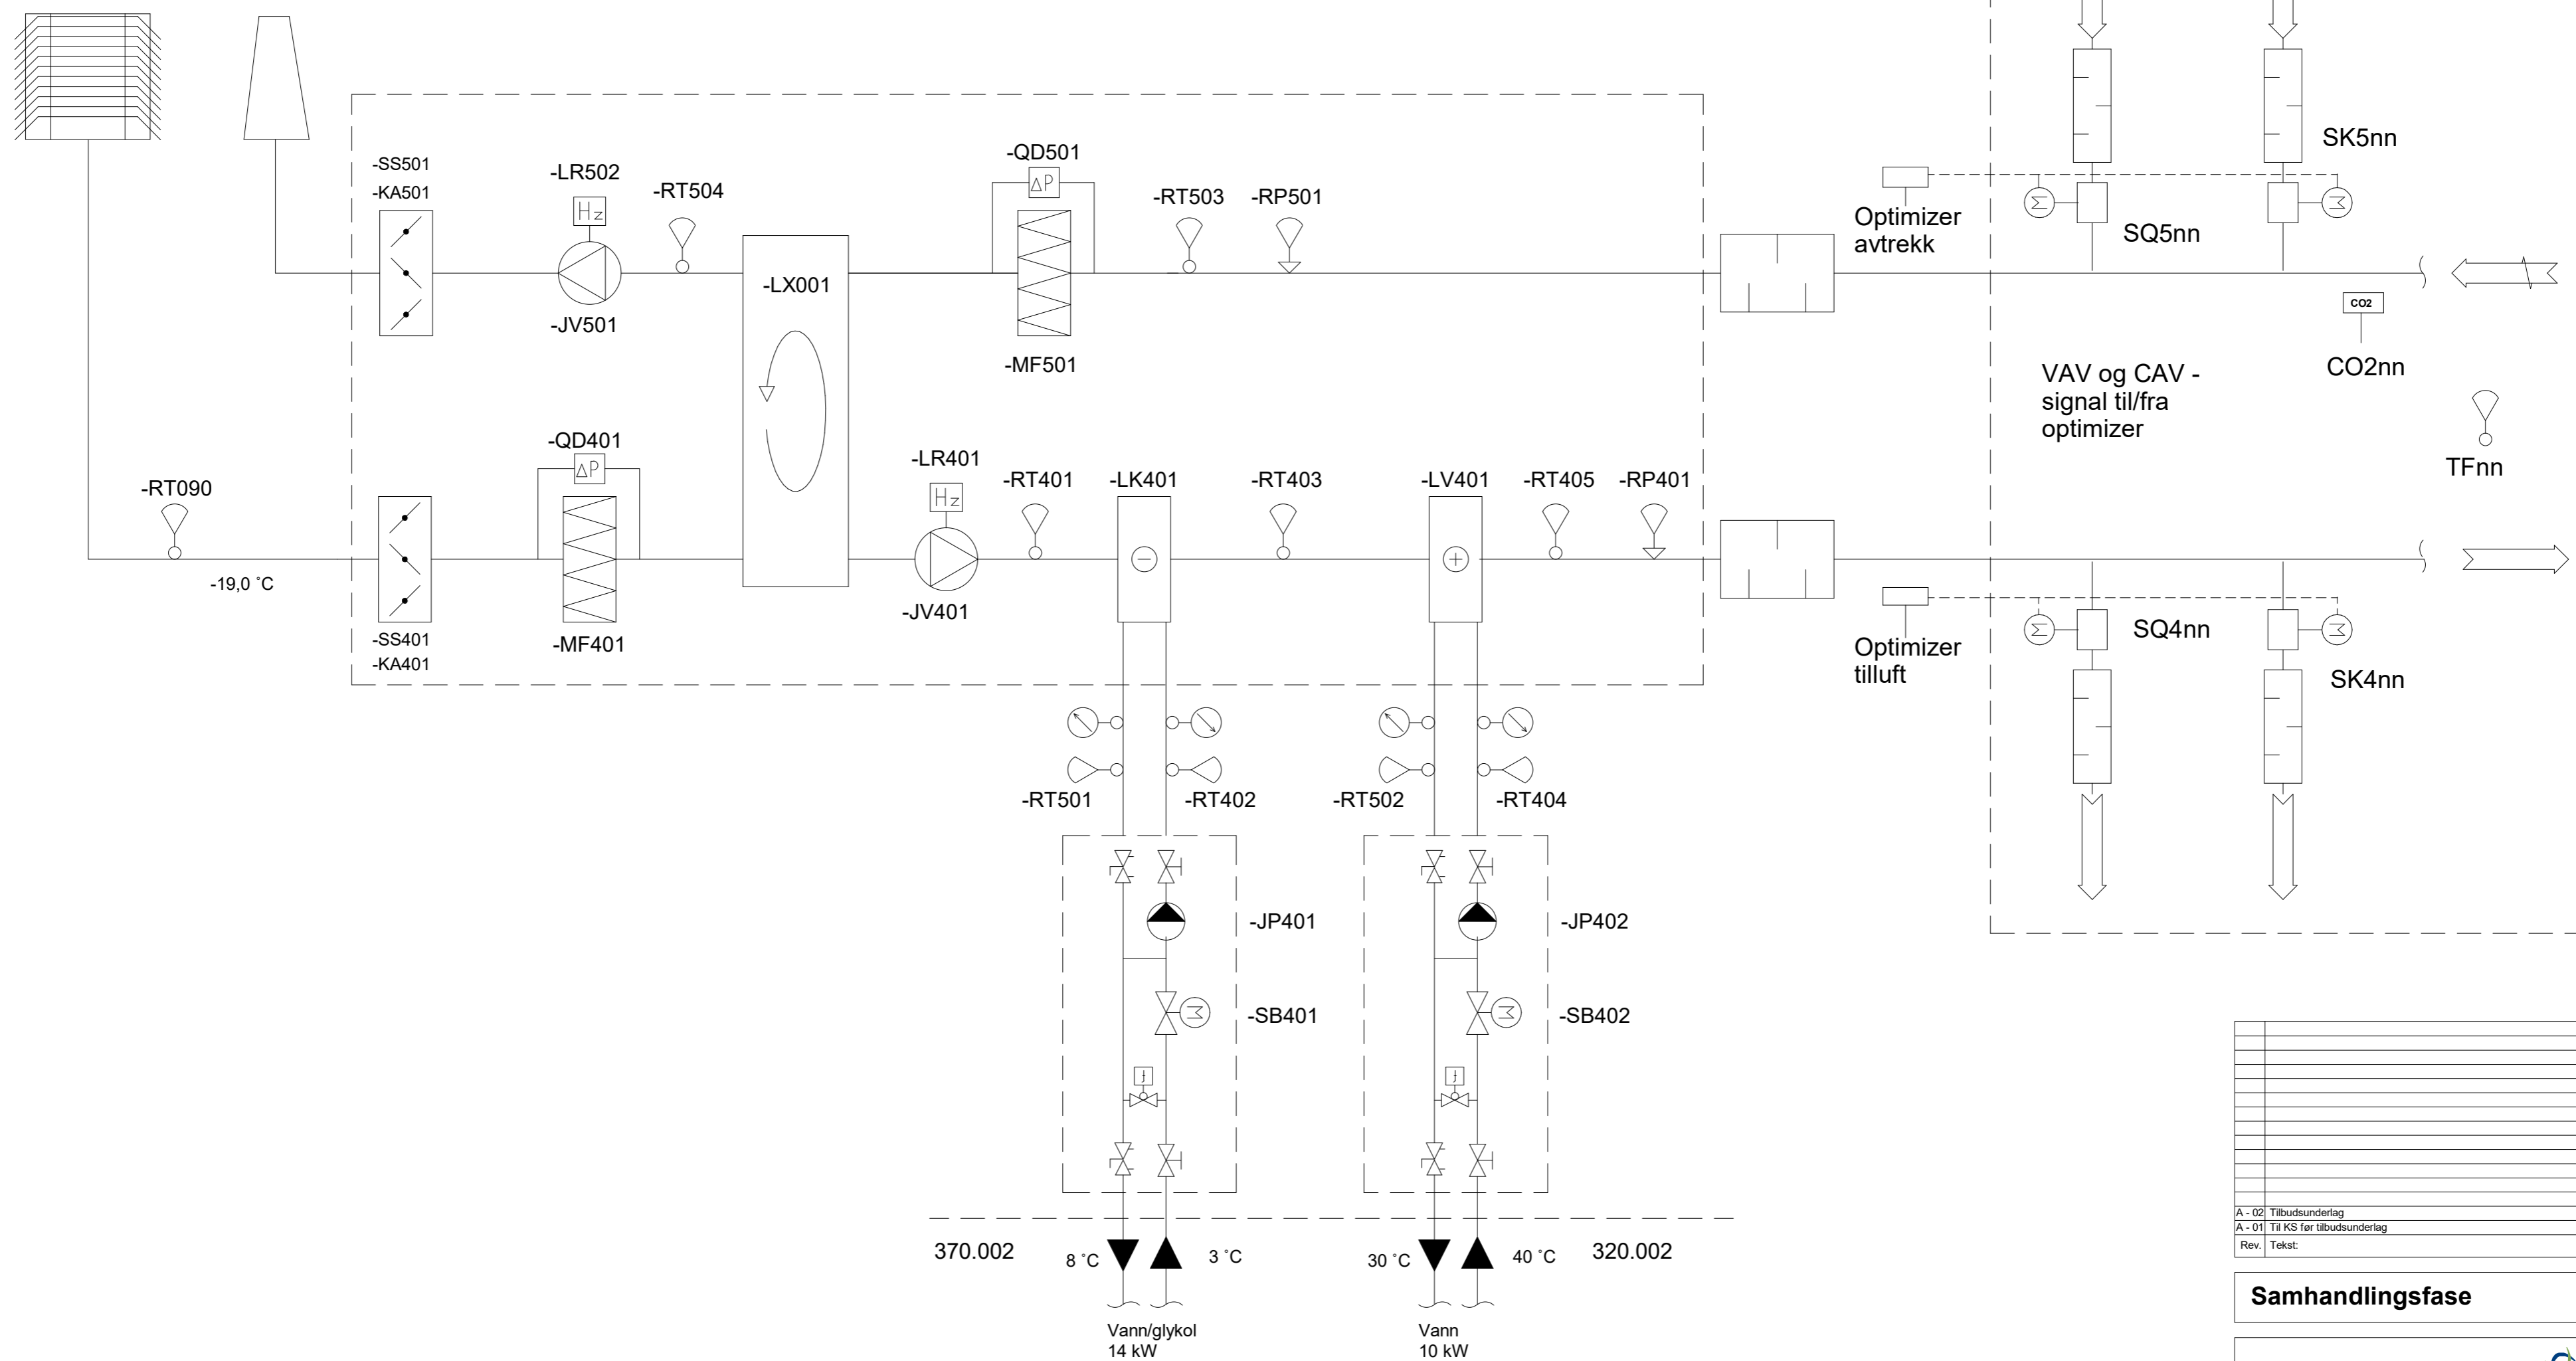 -SS501
-KA501
-LR502
Hz
-RT504
-JV501
-LX001
-QD501
ΔP
-MF501
-RT503
-RP501
Optimizer
avtrekk
SK5nn
SQ5nn
Σ
Σ
CO2
CO2nn
VAV og CAV -
signal til/fra
optimizer
TFnn
-RT090
-19,0 ˚C
-SS401
-KA401
-QD401
ΔP
-MF401
-LR401
Hz
-JV401
-RT401
-LK401
-RT403
-LV401
-RT405
-RP401
Optimizer
tilluft
Σ
Σ
SQ4nn
SK4nn
-RT501
-RT402
-RT502
-RT404
-JP401
-JP402
-SB401
-SB402
370.002
8 ˚C
3 ˚C
30 ˚C
40 ˚C
320.002
Vann/glykol
14 kW
Vann
10 kW
A - 02 Tilbudsunderlag
A - 01 Til KS før tilbudsunderlag
Rev. Tekst:
Samhandlingsfase